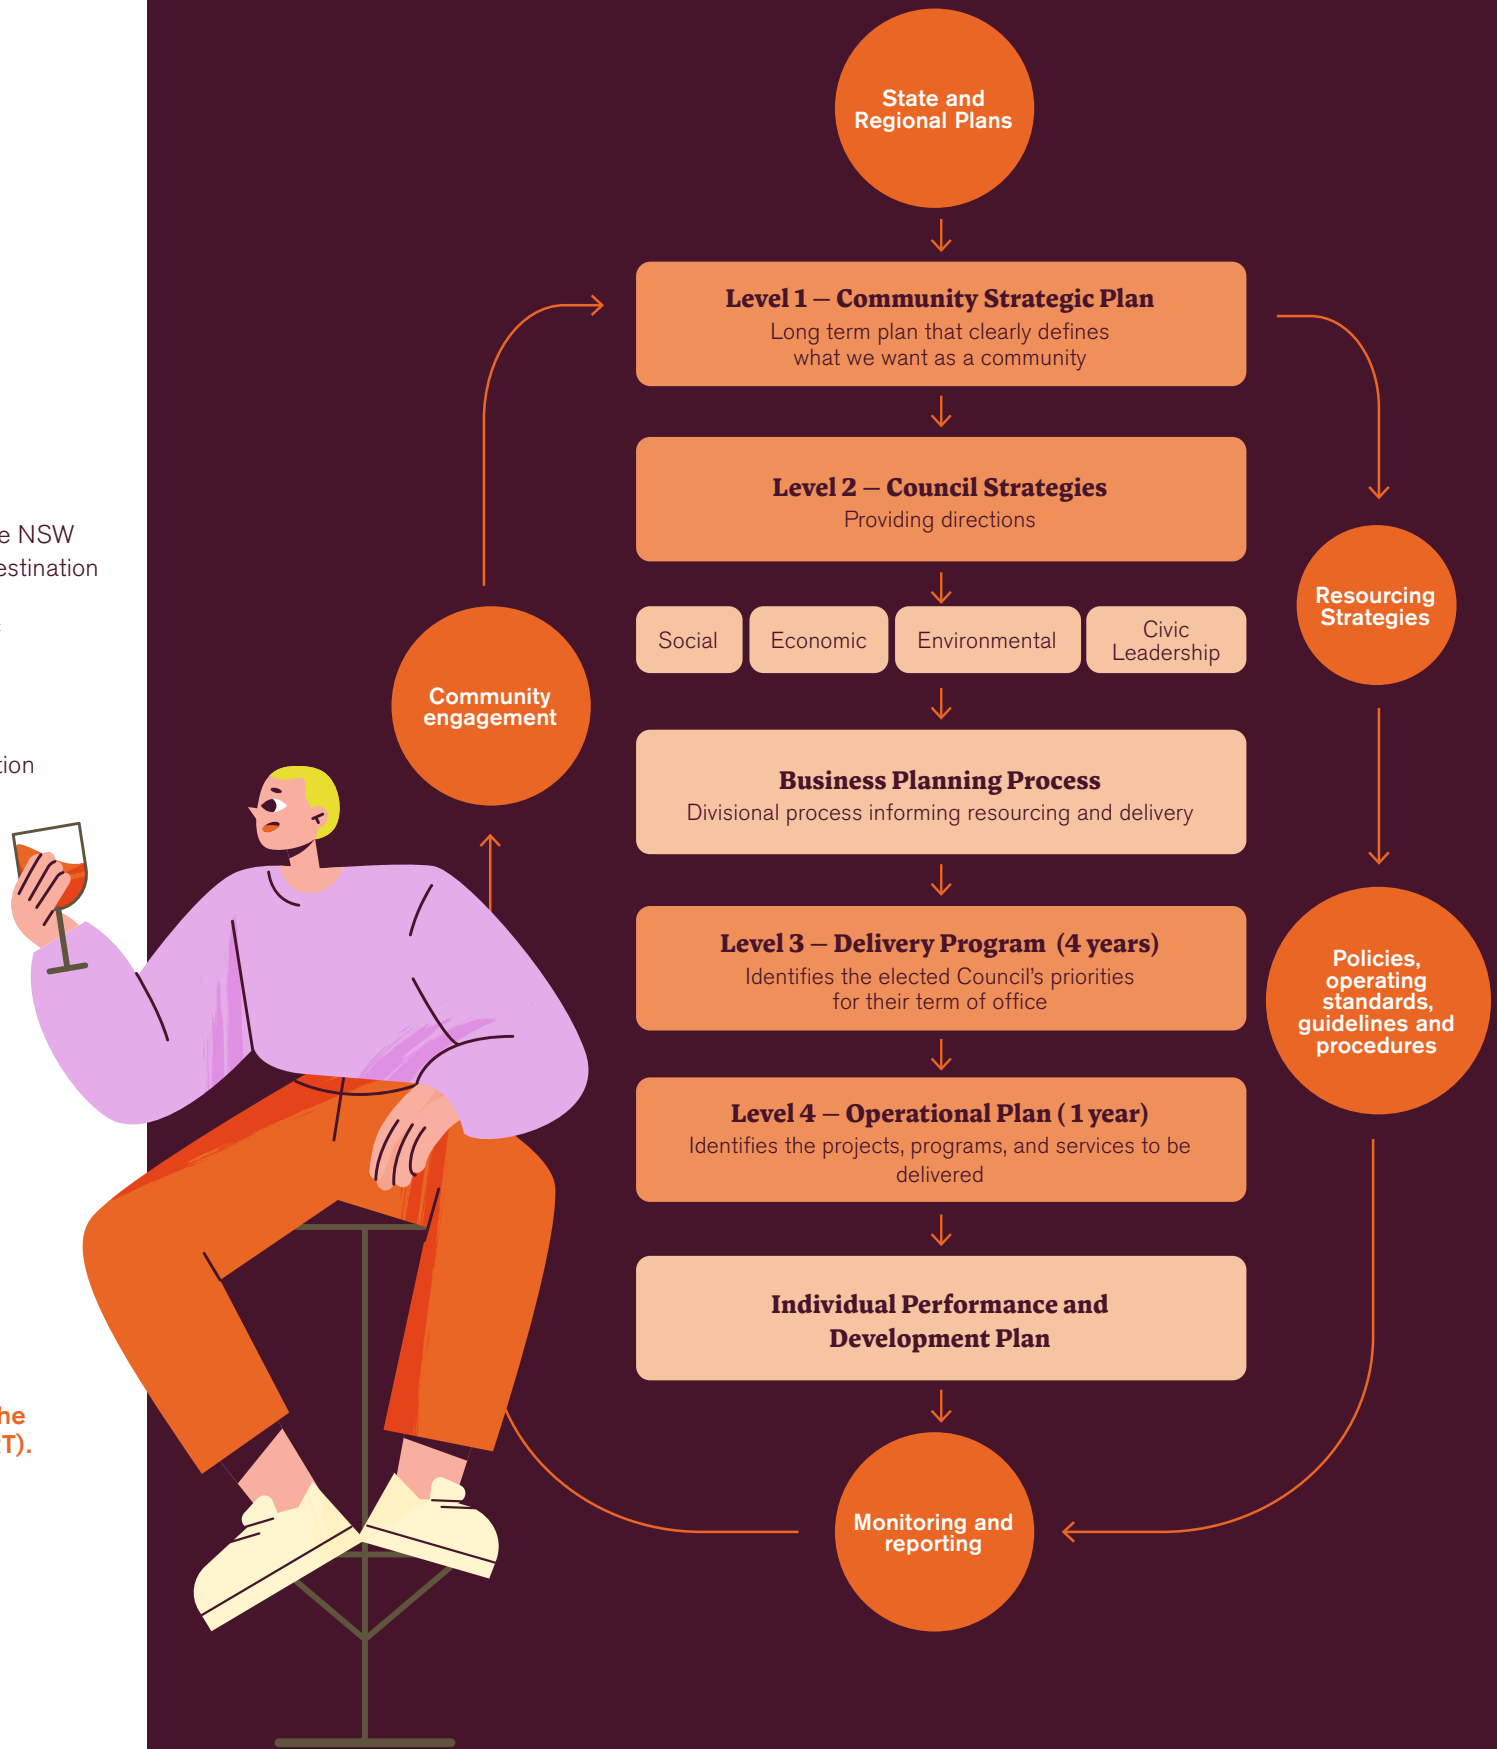 NSW
tion
State and
Regional Plans
Level 1 – Community Strategic Plan
Long term plan that clearly defines
what we want as a community
Level 2 – Council Strategies
Providing directions
Social
Economic
Environmental
Civic
Leadership
Business Planning Process
Divisional process informing resourcing and delivery
Level 3 – Delivery Program (4 years)
Identifies the elected Council's priorities
for their term of office
Level 4 – Operational Plan ( 1 year)
Identifies the projects, programs, and services to be
delivered
Individual Performance and
Development Plan
Monitoring and
reporting
Community
engagement
Resourcing
Strategies
Policies,
operating
standards,
guidelines and
procedures